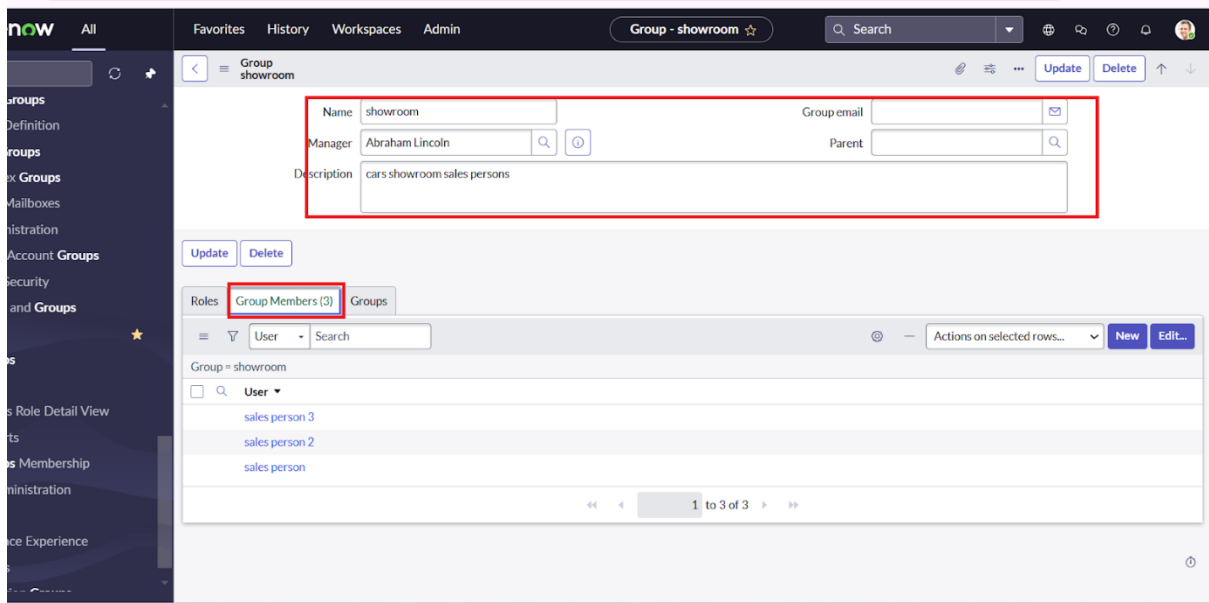 now All Favorites History Workspaces Admin Group - showroom Search
Group
showroom
Update Delete
Name showroom
Group email
Manager Abraham Lincoln
Parent
Description cars showroom sales persons
Update Delete
Roles Group Members (3) Groups
User Search Actions on selected rows... New Edit...
Group = showroom
User
sales person 3
sales person 2
sales person
1 to 3 of 3
Groups
Definition
Groups
Groups
Mailboxes
Account Groups
Security
and Groups
Role Detail View
Membership
Experience